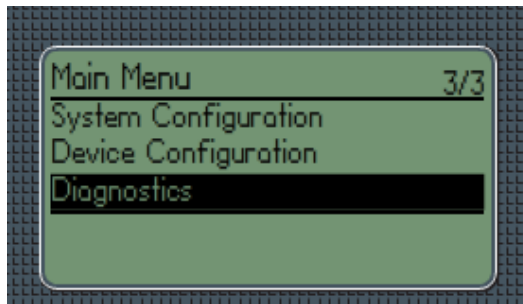 Main Menu 3/3
System Configuration
Device Configuration
Diagnostics